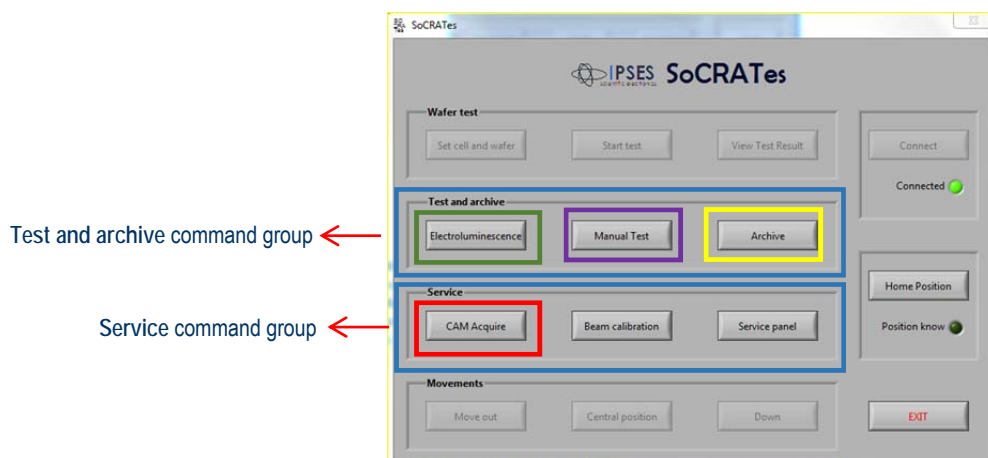 SoCRATes
IPSES SoCRATes
scientific electronics
Wafer test
Set cell and wafer Start test View Test Result Connect
Connected
Test and archive
Test and archive command group
Electroluminescence Manual Test Archive
Service
Home Position
Service command group
CAM Acquire Beam calibration Service panel Position know
Movements
Move out Central position Down EXIT